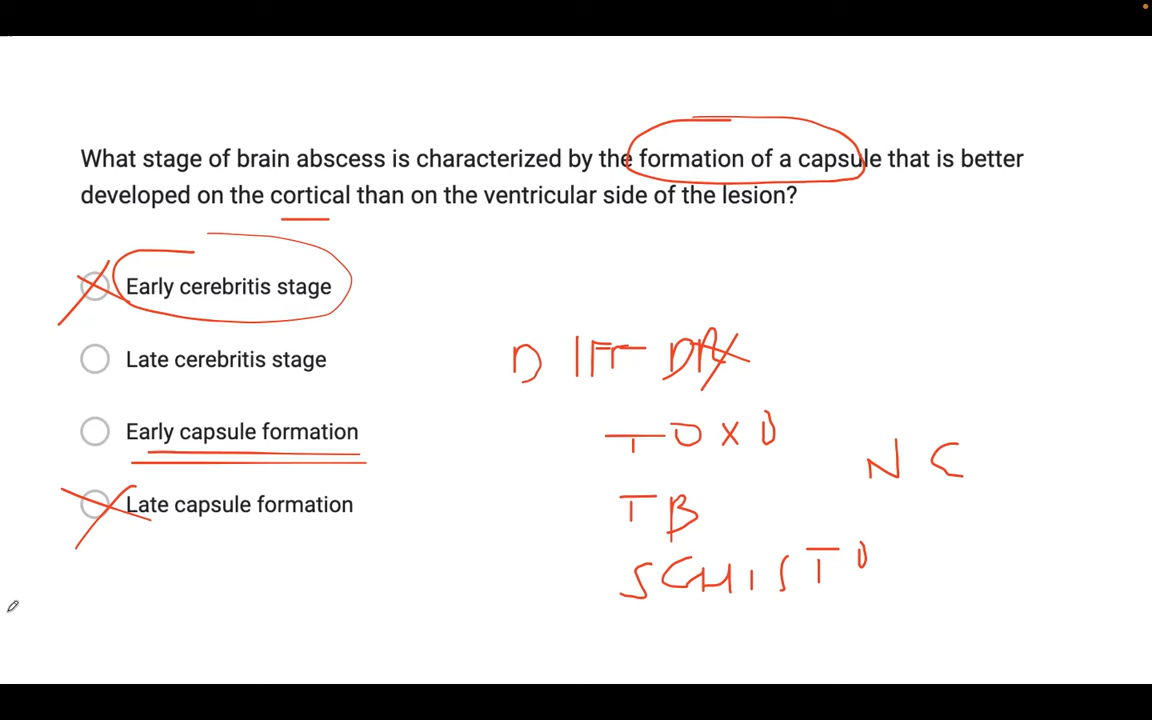 What stage of brain abscess is characterized by the formation of a capsule that is better
developed on the cortical than on the ventricular side of the lesion?
Early cerebritis stage
Late cerebritis stage
Early capsule formation
Late capsule formation
DIFF DX
TOXO
NC
TB
SCHISTO